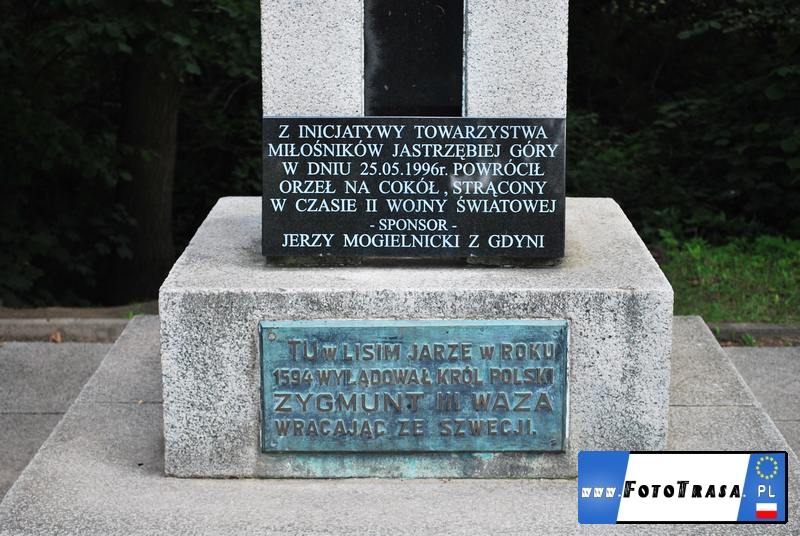 Z INICJATYWY TOWARZYSTWA
MIŁOŚNIKÓW JASTRZĘBIEJ GÓRY
W DNIU 25.05.1996r. POWRÓCIŁ
ORZEŁ NA COKÓŁ, STRĄCONY
W CZASIE II WOJNY ŚWIATOWEJ
- SPONSOR -
JERZY MOGIELNICKI Z GDYNI
TU W LISIM JARZE W ROKU
1594 WYLĄDOWAŁ KRÓL POLSKI
ZYGMUNT III WAZA
WRACAJĄC ZE SZWECJI.
www.FOTOTRASA.PL